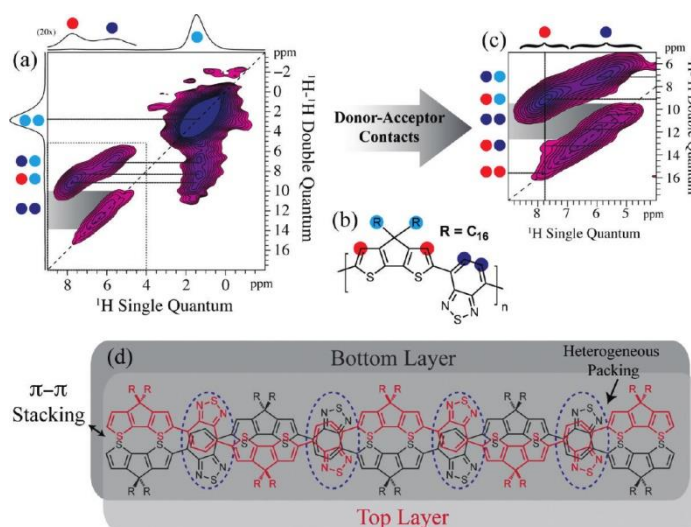 (20x)
ppm
(a)
-2
0
2
4
6
8
10
12
14
16
¹H-¹H Double Quantum
8 6 4 2 0 ppm
¹H Single Quantum
Donor-Acceptor
Contacts
(c)
ppm
6
8
10
12
14
16
8 7 6 5 4 ppm
¹H Single Quantum
(b)
R R
R = C₁₆
S S
N S N
n
(d)
Bottom Layer
Heterogeneous
Packing
π–π
Stacking
R R
N S N
Top Layer